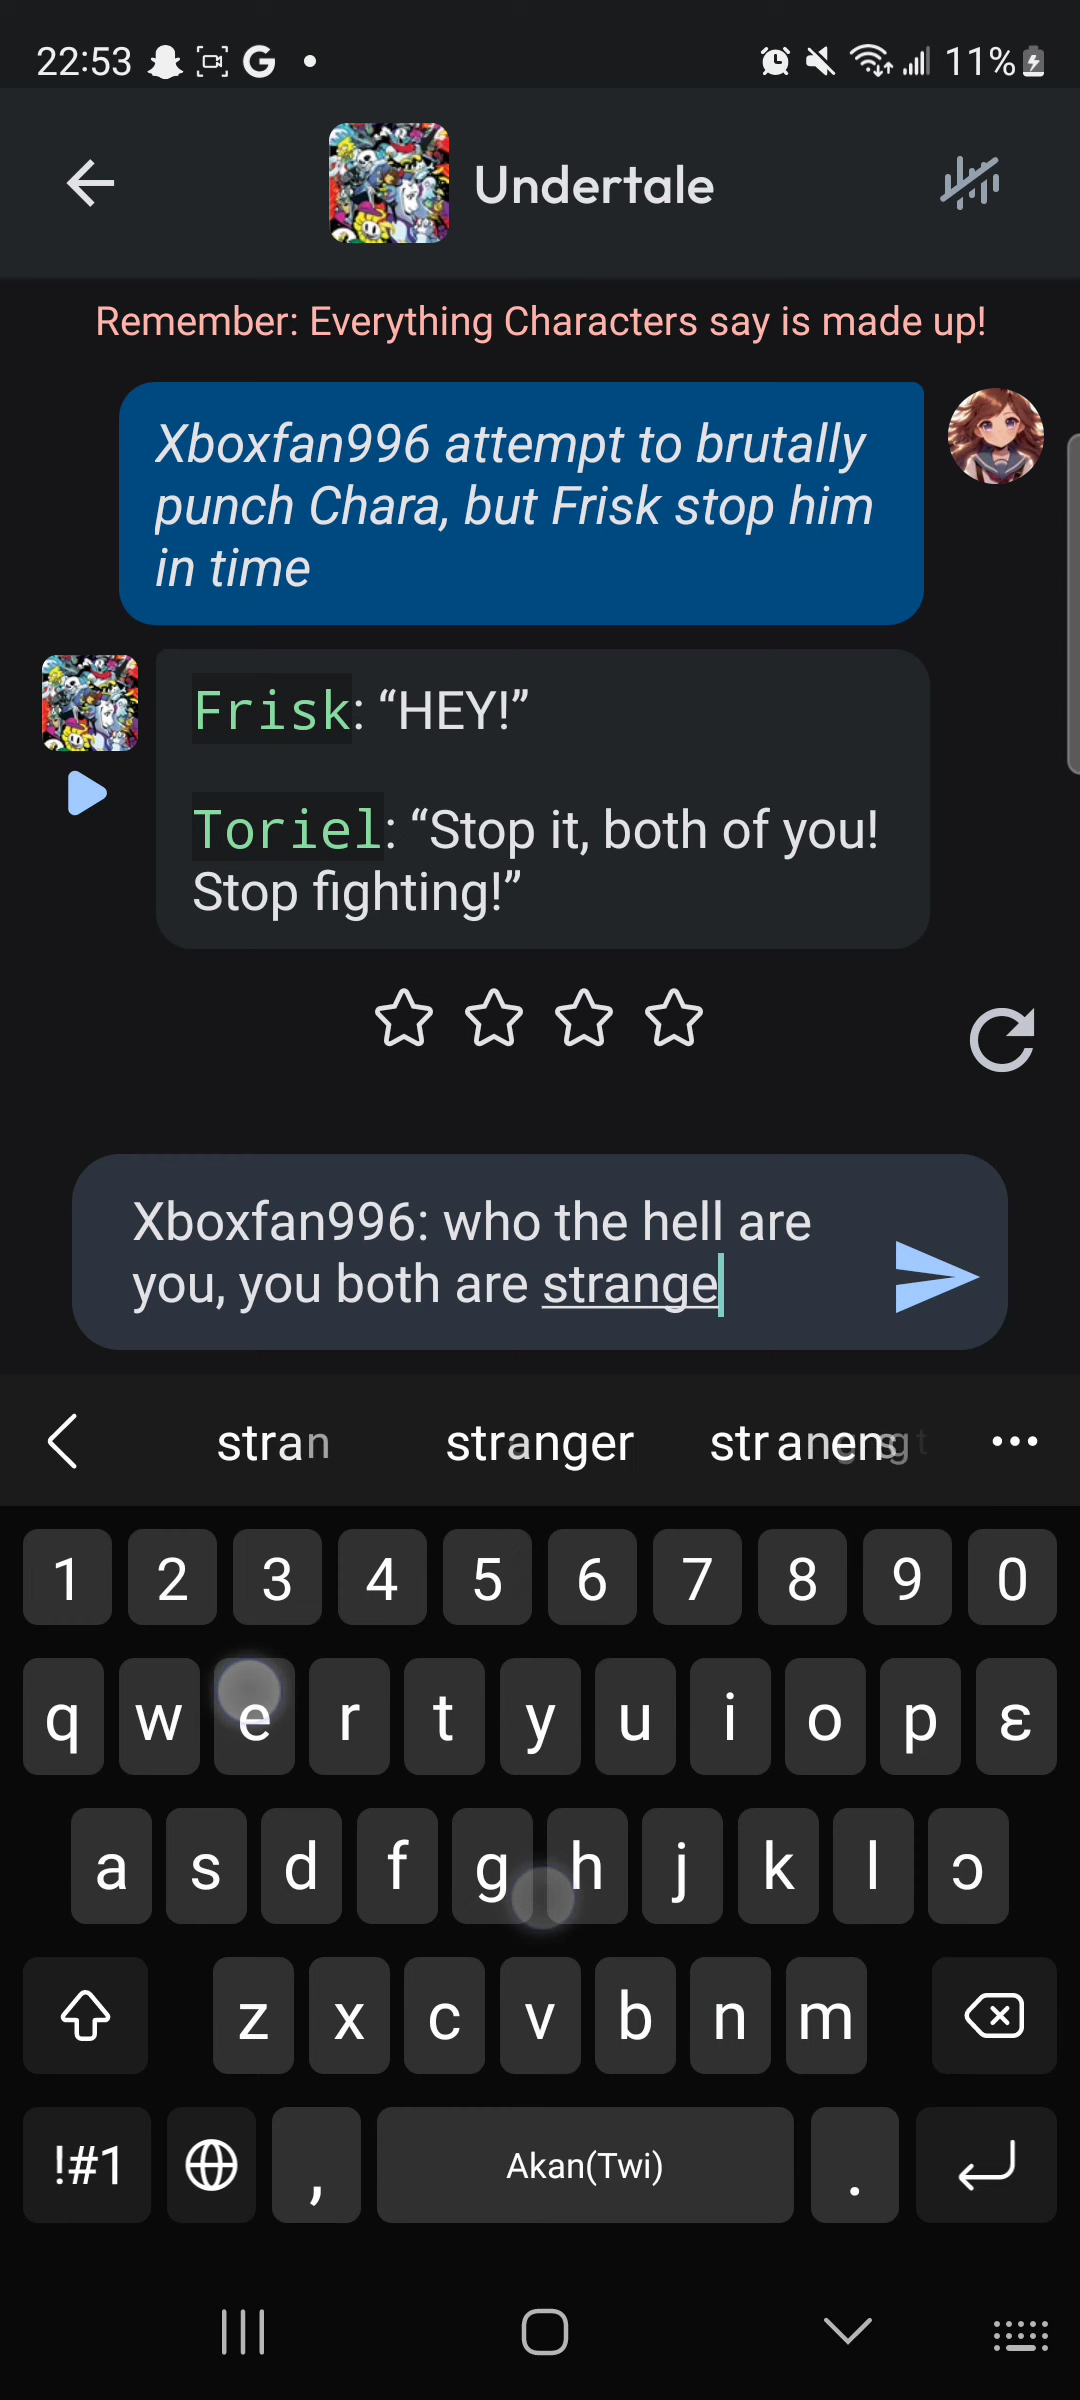 22:53
11%
Undertale
Remember: Everything Characters say is made up!
Xboxfan996 attempt to brutally
punch Chara, but Frisk stop him
in time
Frisk: “HEY!”
Toriel: “Stop it, both of you!
Stop fighting!”
Xboxfan996: who the hell are
you, you both are strange
stran stranger
1 2 3 4 5 6 7 8 9 0
q w e r t y u i o p ɛ
a s d f g h j k l ɔ
z x c v b n m
!#1 , Akan(Twi) .